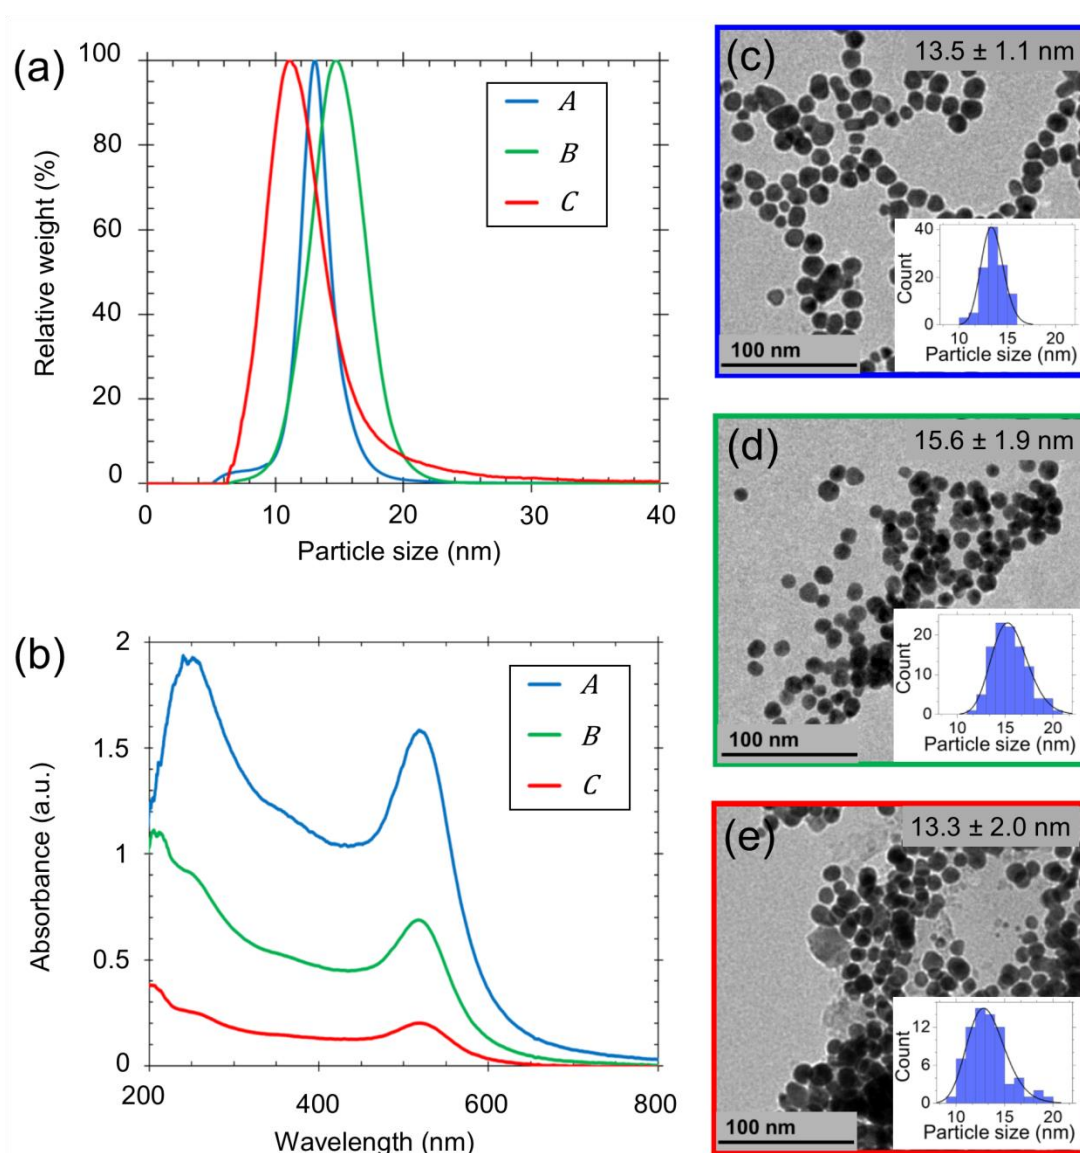 (a)
100
80
60
40
20
0
Relative weight (%)
A
B
C
0 10 20 30 40
Particle size (nm)
(b)
2
1.5
1
0.5
0
Absorbance (a.u.)
A
B
C
200 400 600 800
Wavelength (nm)
(c)
13.5 ± 1.1 nm
100 nm
40
20
0
Count
10 15 20
Particle size (nm)
(d)
15.6 ± 1.9 nm
100 nm
20
10
0
Count
10 15 20
Particle size (nm)
(e)
13.3 ± 2.0 nm
100 nm
12
6
0
Count
10 15 20
Particle size (nm)